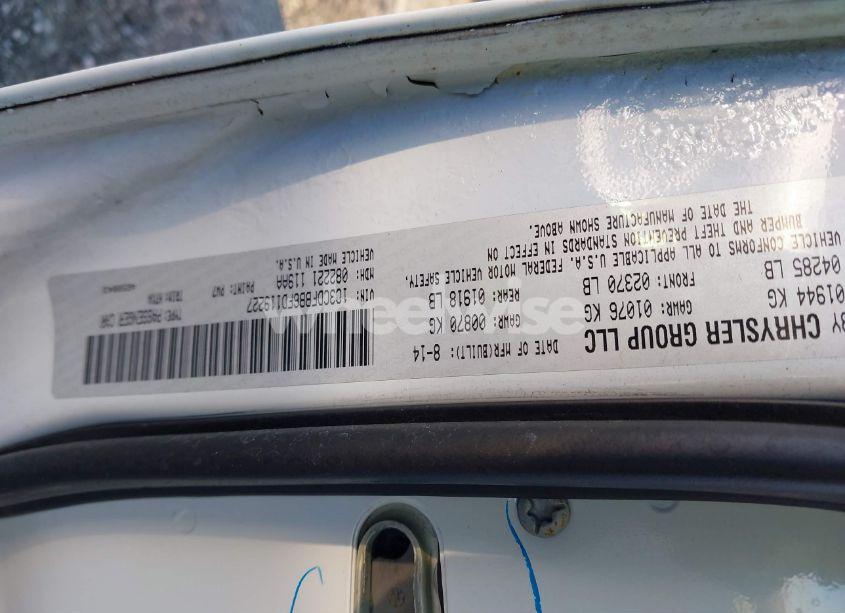 BY CHRYSLER GROUP LLC
DATE OF MFR(BUILT): 8-14
01944 KG
GAWR: 01076 KG
GAWR: 00870 KG
04285 LB
FRONT: 02370 LB
REAR: 01918 LB
VEHICLE CONFORMS TO ALL APPLICABLE U.S.A. FEDERAL MOTOR VEHICLE SAFETY,
BUMPER AND THEFT PREVENTION STANDARDS IN EFFECT ON
THE DATE OF MANUFACTURE SHOWN ABOVE.
VIN: 1C3CDFBB6FD119227
TYPE: PASSENGER CAR
MDH: 082221 119AA
PAINT: PW7
VEHICLE MADE IN U.S.A.
wheelwise